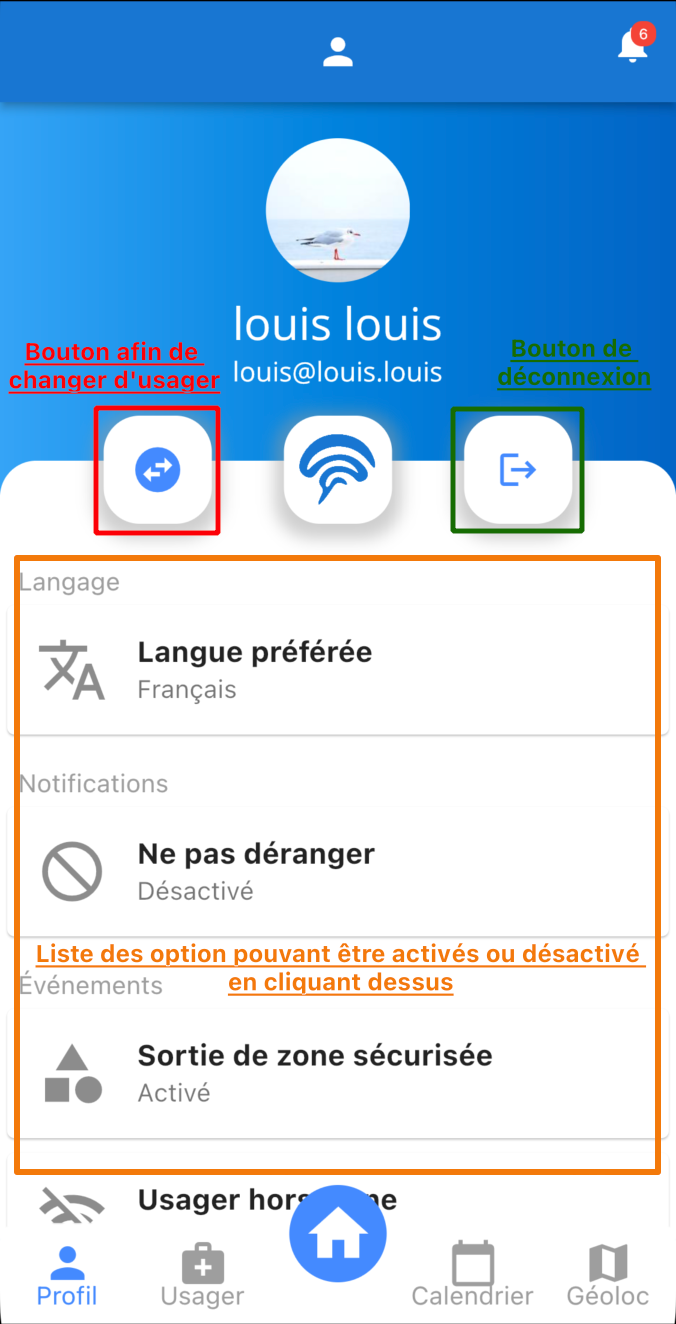 6
louis louis
Bouton afin de
changer d'usager
louis@louis.louis
Bouton de
déconnexion
Langage
Langue préférée
Français
Notifications
Ne pas déranger
Désactivé
Liste des option pouvant être activés ou désactivé
en cliquant dessus
Événements
Sortie de zone sécurisée
Activé
Usager hors
Profil
Usager
Calendrier
Géoloc